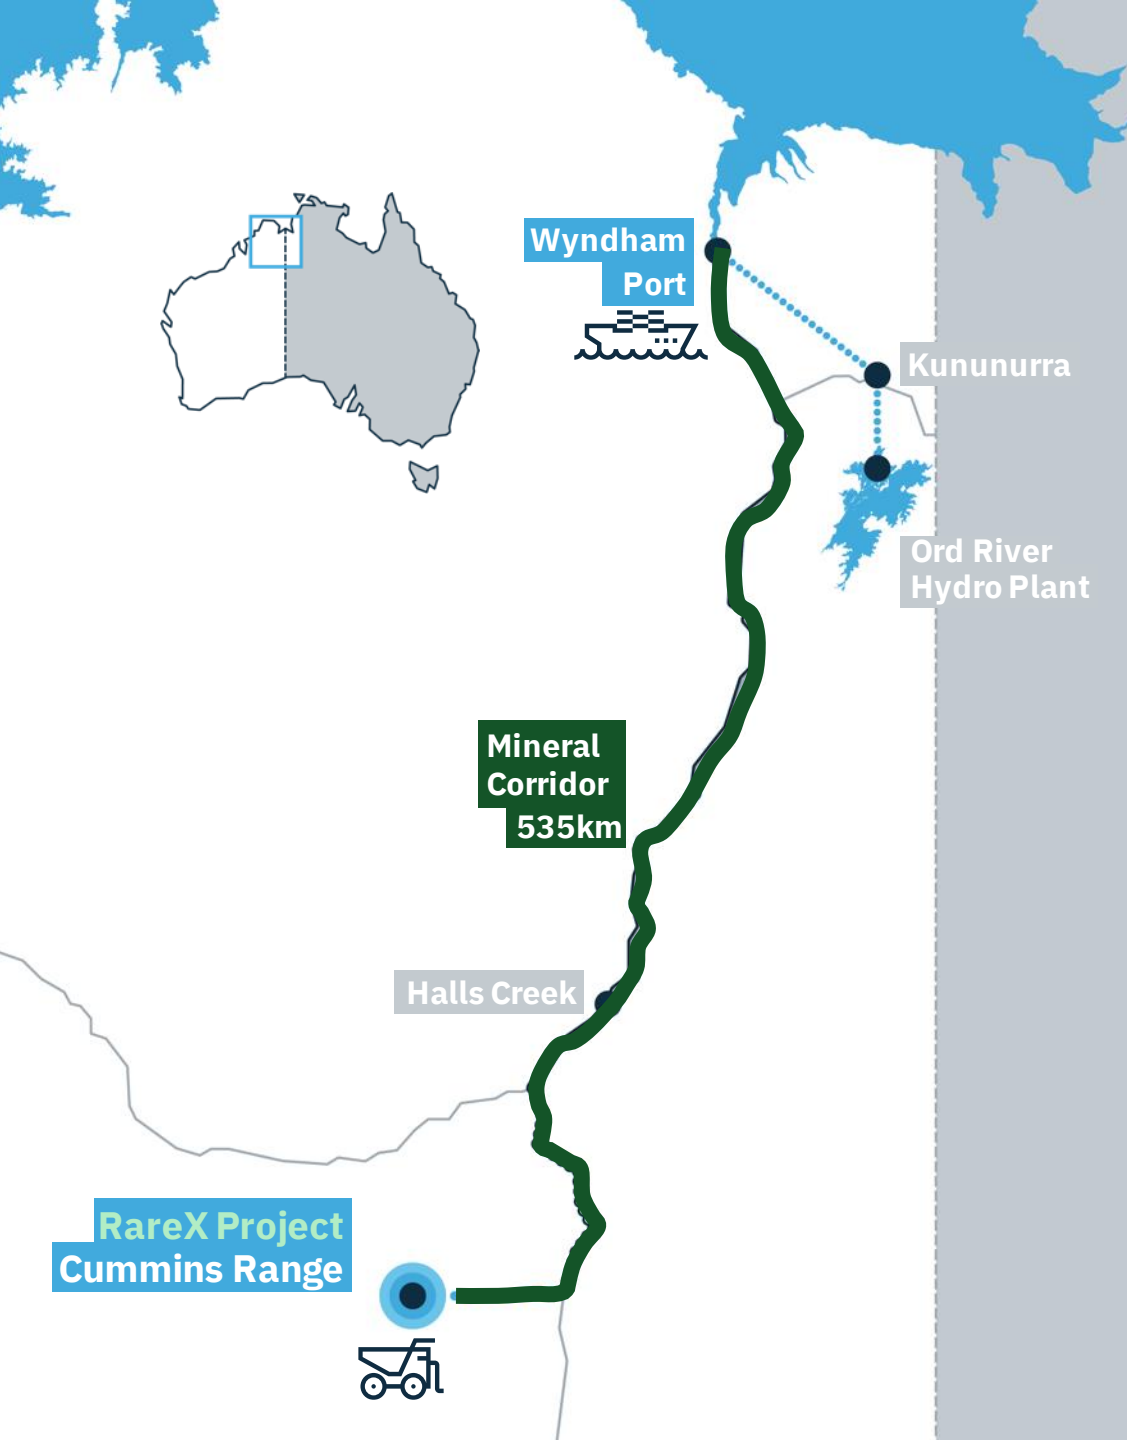 Wyndham
Port
Kununurra
Ord River
Hydro Plant
Mineral
Corridor
535km
Halls Creek
RareX Project
Cummins Range